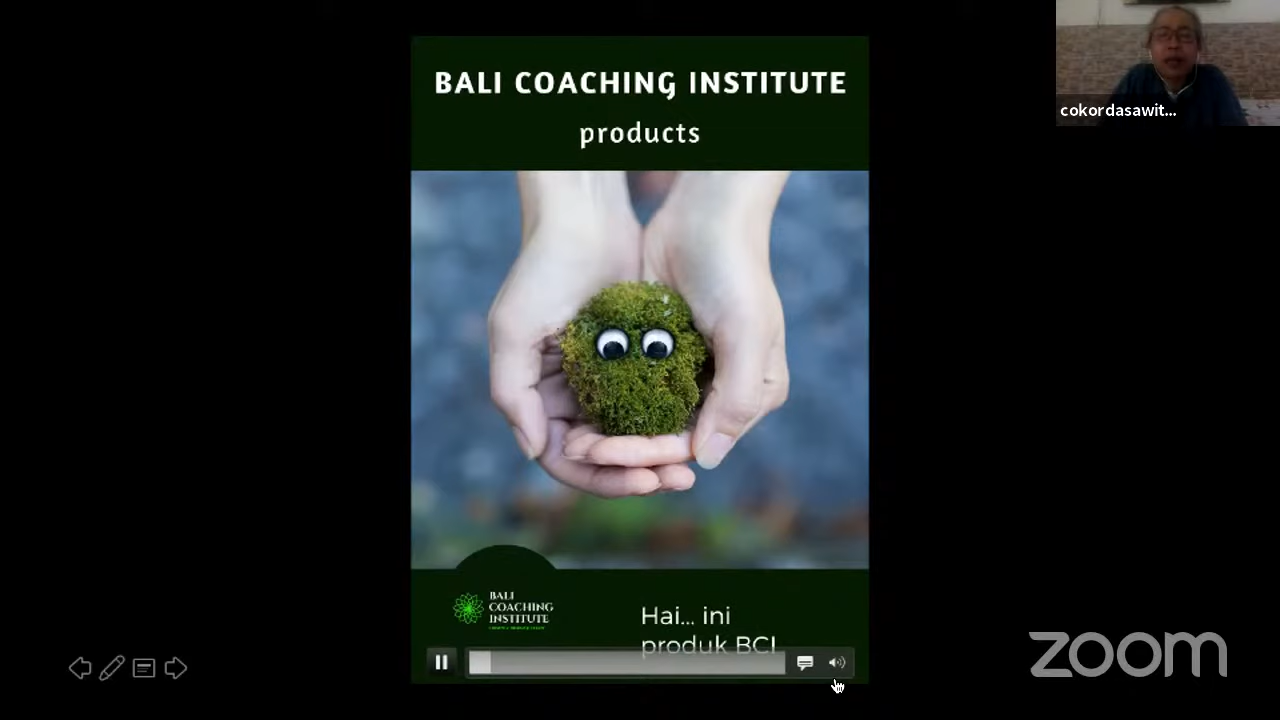 BALI COACHING INSTITUTE
products
cokordasawit...
BALI
COACHING
INSTITUTE
Hai... ini
produk BCI
zoom